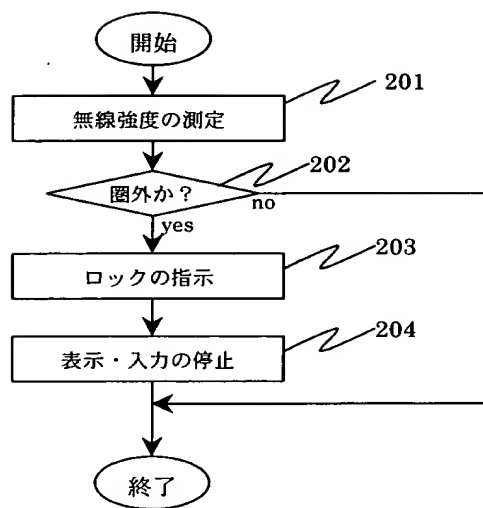 開始
201
無線強度の測定
202
圏外か？
no
yes
203
ロックの指示
204
表示・入力の停止
終了